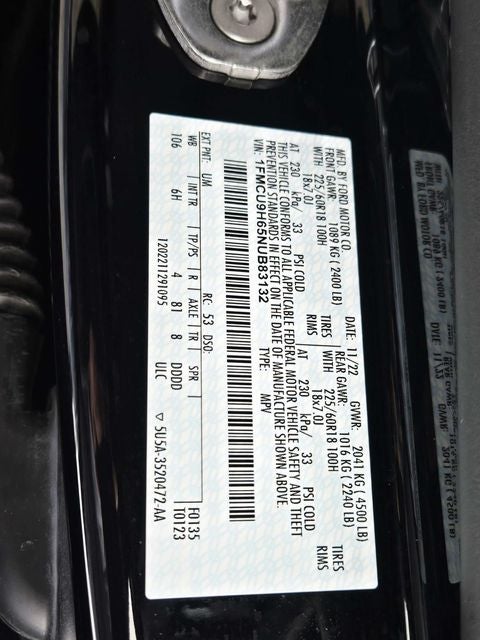 MFD. BY FORD MOTOR CO.
DATE: 11/22 GVWR: 2041 KG ( 4500 LB)
FRONT GAWR: 1089 KG ( 2400 LB) REAR GAWR: 1016 KG ( 2240 LB)
WITH 225/60R18 100H TIRES WITH 225/60R18 100H TIRES
18x7.0J RIMS 18x7.0J RIMS
AT 230 kPa/ 33 PSI COLD AT 230 kPa/ 33 PSI COLD
THIS VEHICLE CONFORMS TO ALL APPLICABLE FEDERAL MOTOR VEHICLE SAFETY AND THEFT
PREVENTION STANDARDS IN EFFECT ON THE DATE OF MANUFACTURE SHOWN ABOVE.
VIN: 1FMCU9H65NUB83132 TYPE: MPV
EXT PNT: UM RC: 53 DSO: F0135
T0123
WB INT TR TP/PS R AXLE TR SPR
106 6H 4 81 8 DDDD
1202211291095 ULC ▽ 5U5A-3520472-AA